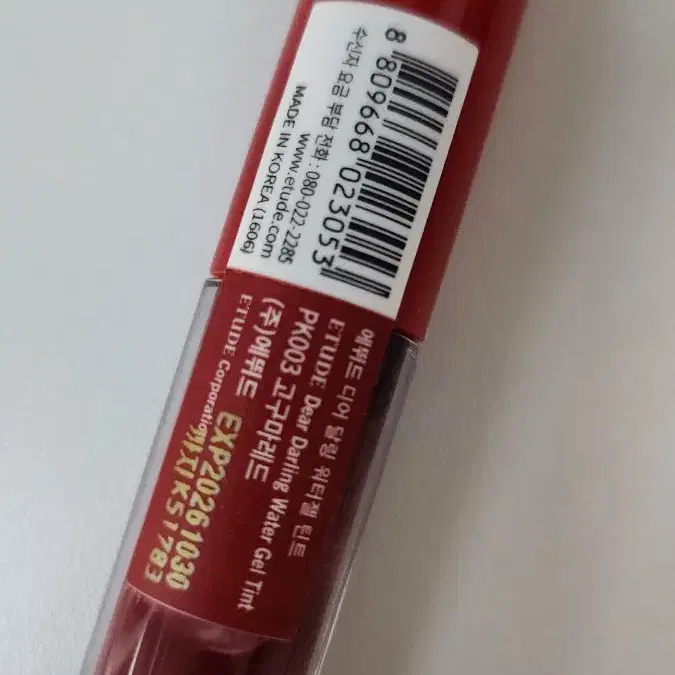 8 809668 023053
수신자 요금 부담 전화 : 080-022-2285
www.etude.com
MADE IN KOREA (1606)
에뛰드 디어 달링 워터젤 틴트
ETUDE Dear Darling Water Gel Tint
PK003 고구마레드
(주)에뛰드
ETUDE Corporation
EXP20261030
까지KS1783